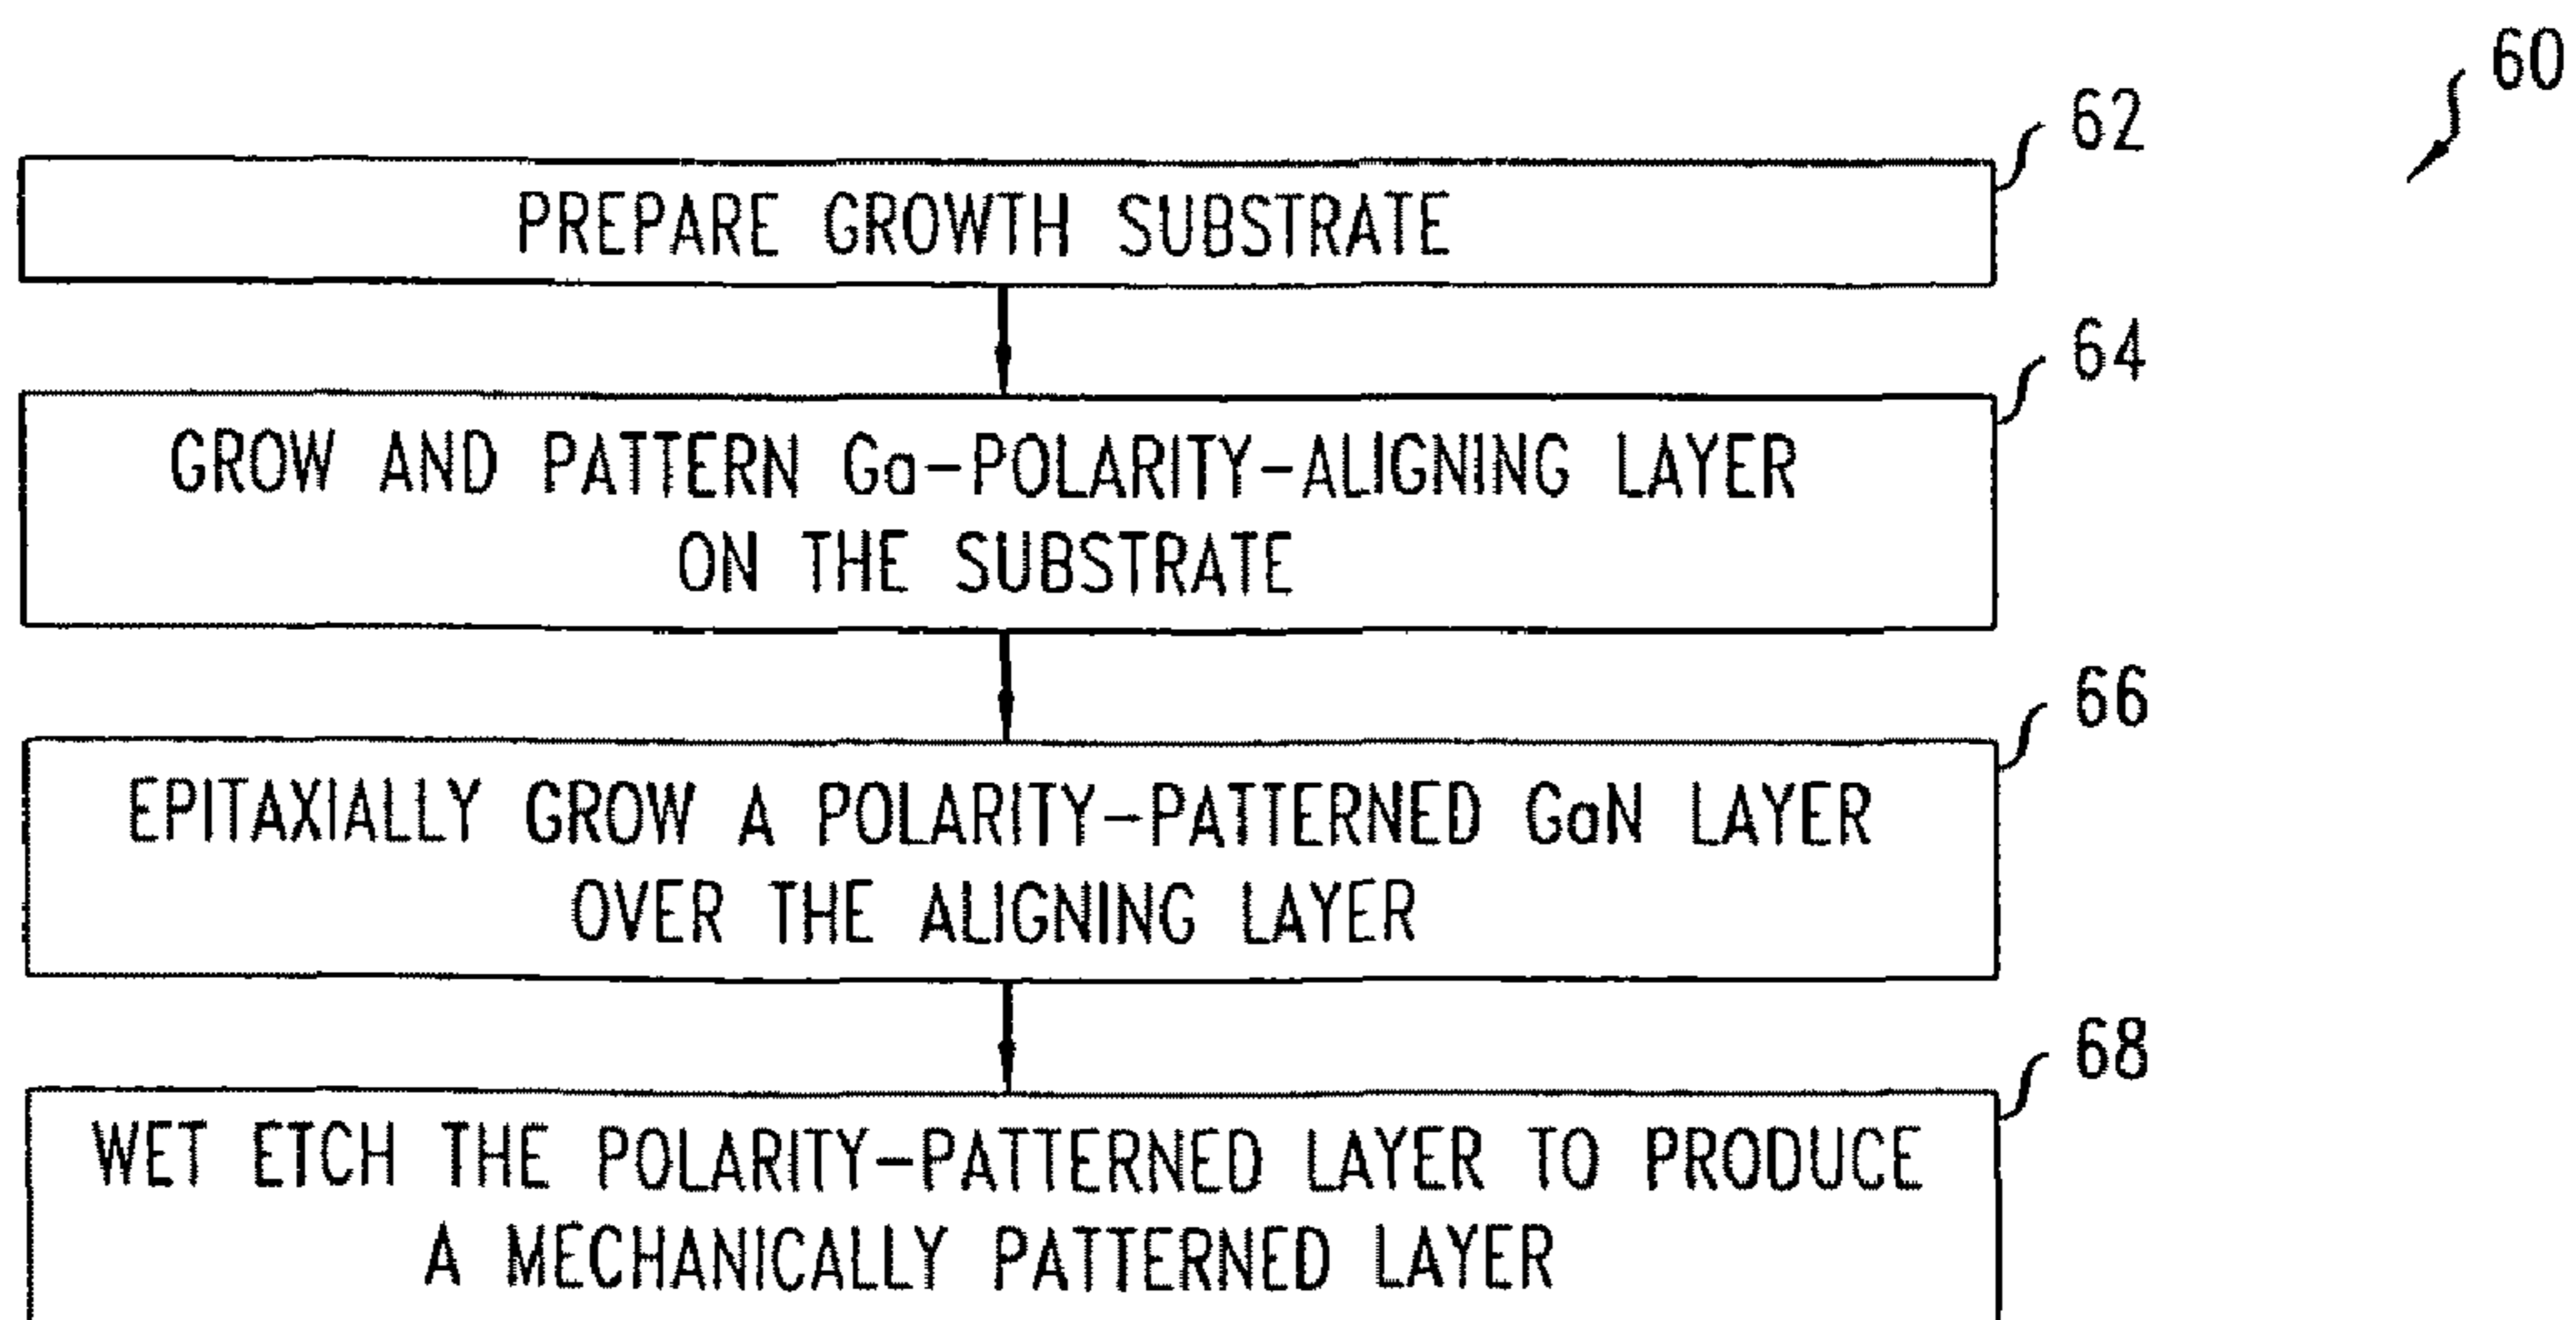 60
62
PREPARE GROWTH SUBSTRATE
64
GROW AND PATTERN Ga-POLARITY-ALIGNING LAYER
ON THE SUBSTRATE
66
EPITAXIALLY GROW A POLARITY-PATTERNED GaN LAYER
OVER THE ALIGNING LAYER
68
WET ETCH THE POLARITY-PATTERNED LAYER TO PRODUCE
A MECHANICALLY PATTERNED LAYER